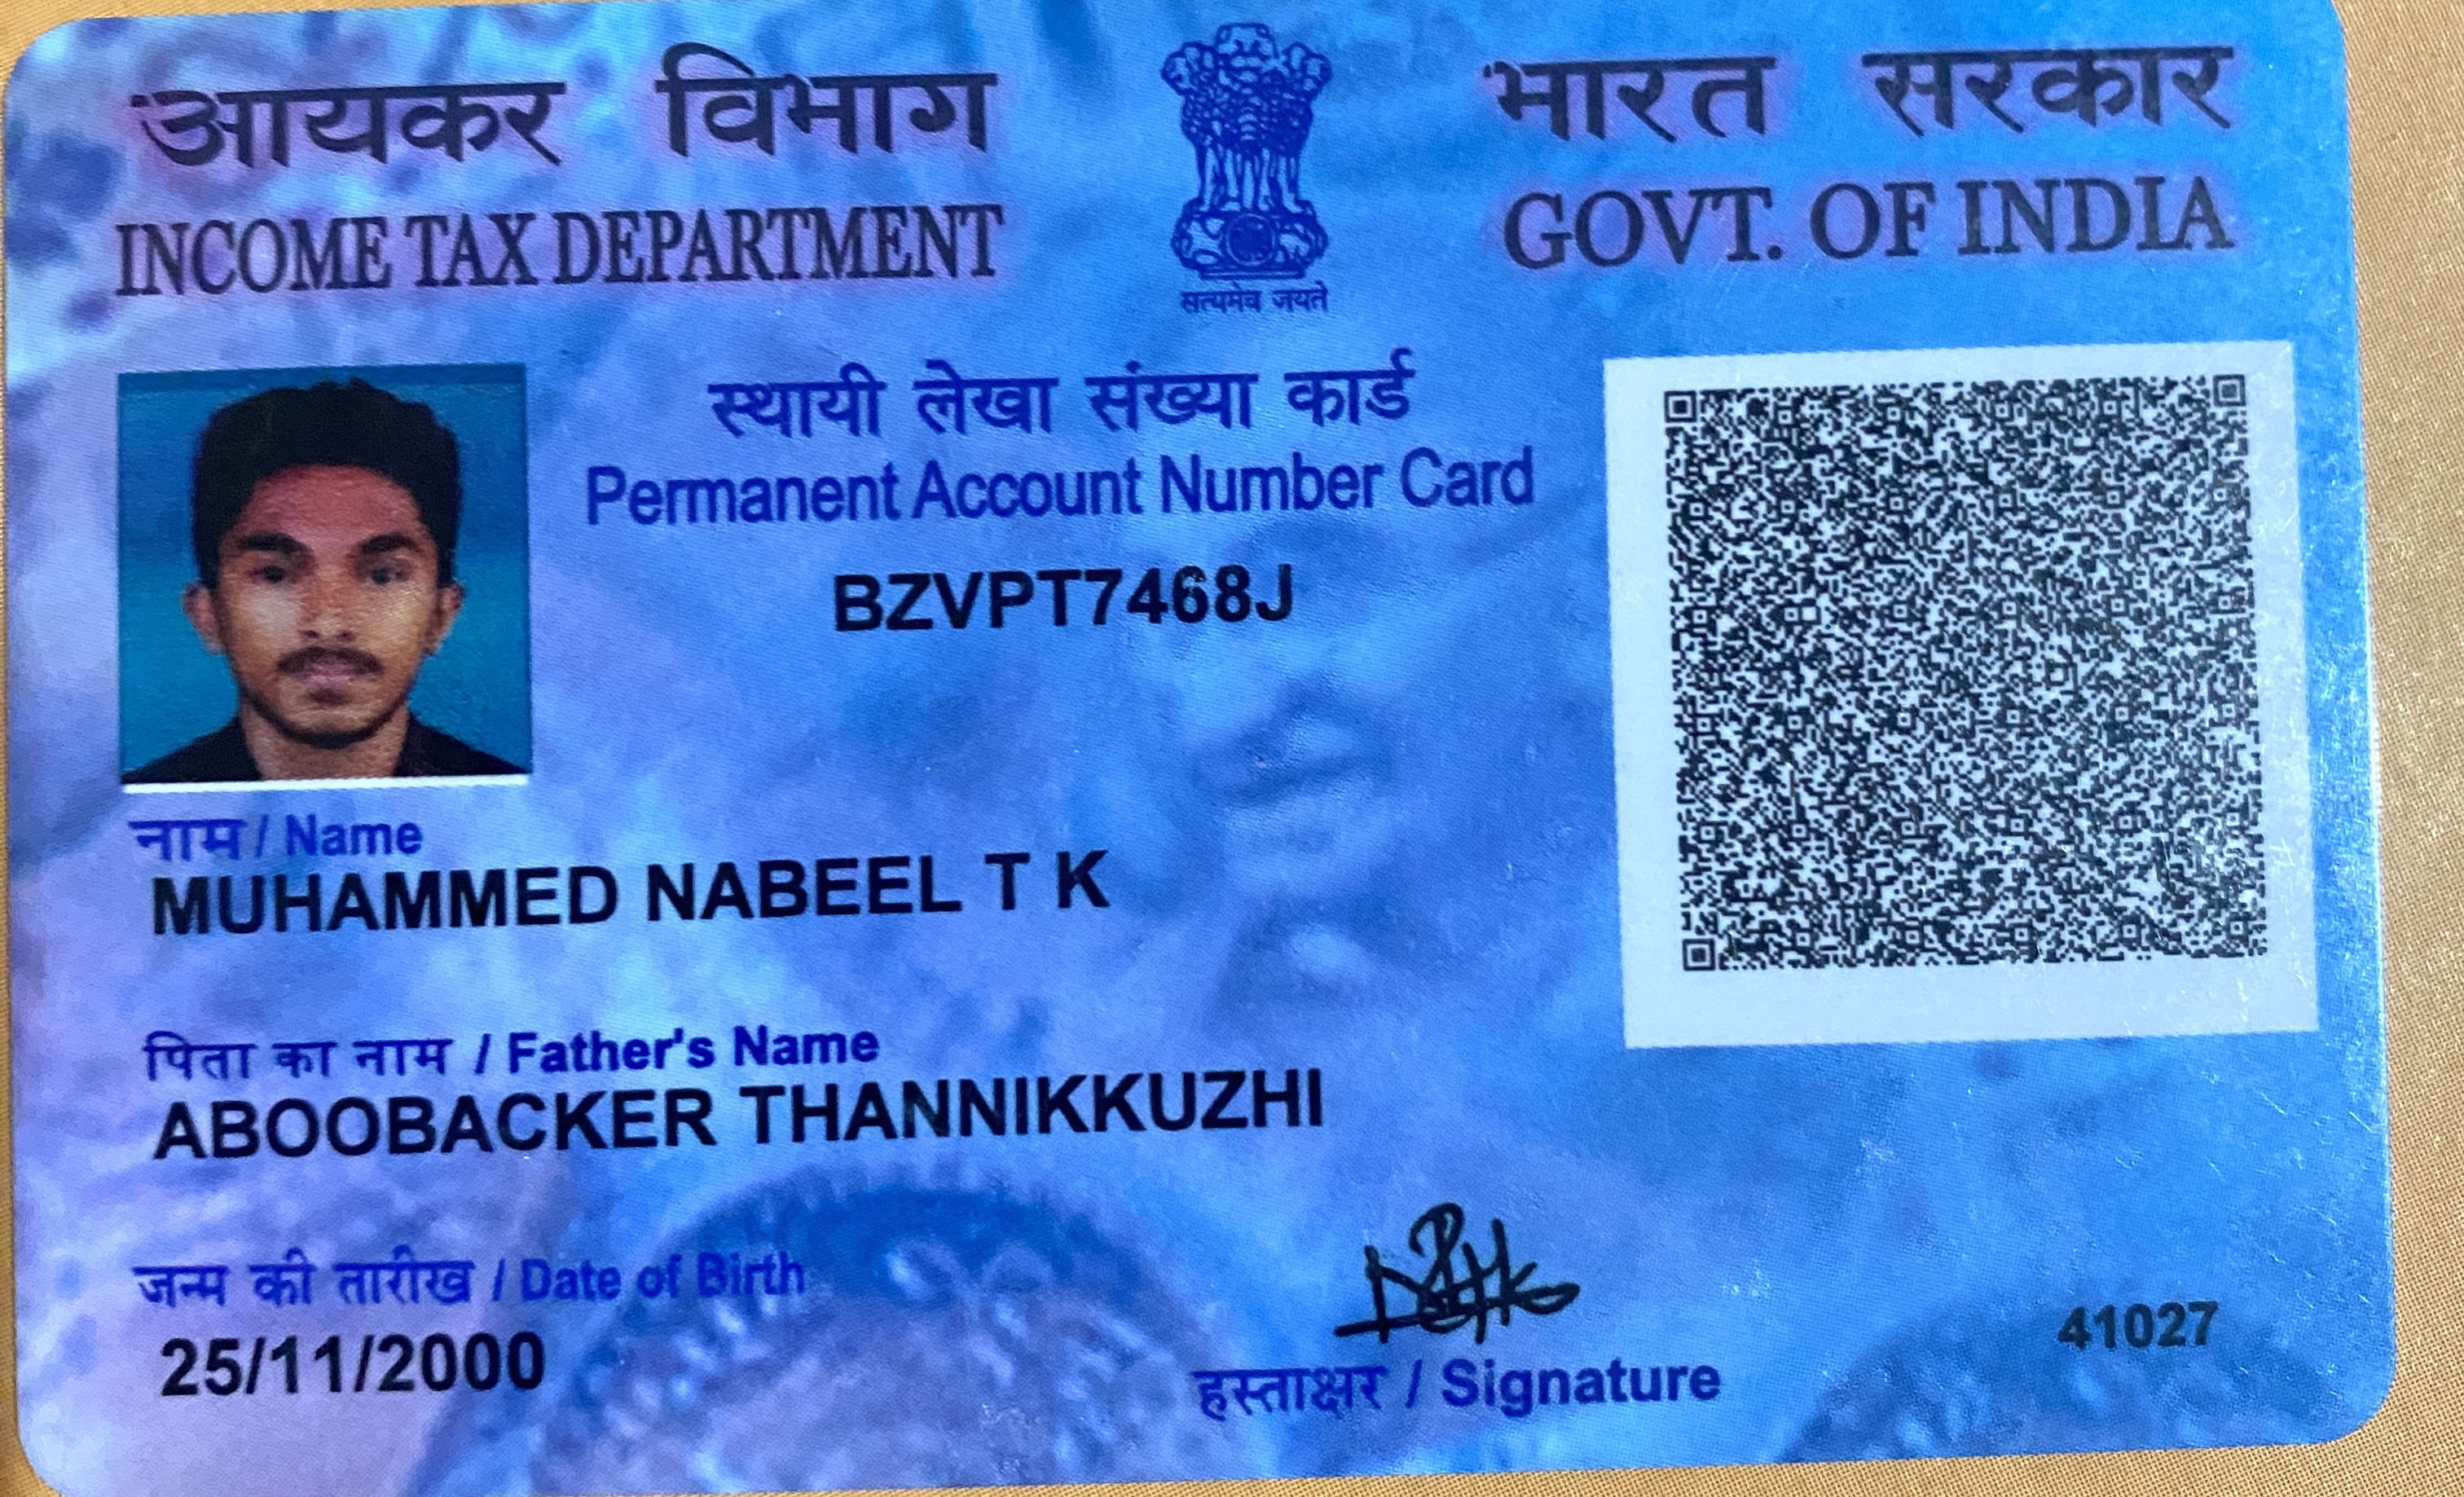 आयकर विभाग
INCOME TAX DEPARTMENT
सत्यमेव जयते
भारत सरकार
GOVT. OF INDIA
स्थायी लेखा संख्या कार्ड
Permanent Account Number Card
BZVPT7468J
नाम / Name
MUHAMMED NABEEL T K
पिता का नाम / Father's Name
ABOOBACKER THANNIKKUZHI
जन्म की तारीख / Date of Birth
25/11/2000
हस्ताक्षर / Signature
41027